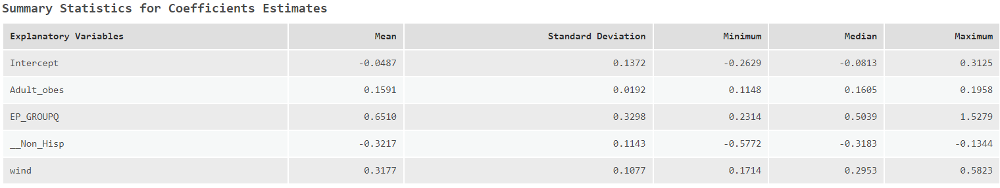 Summary Statistics for Coefficients Estimates
Explanatory Variables Mean Standard Deviation Minimum Median Maximum
Intercept -0.0487 0.1372 -0.2629 -0.0813 0.3125
Adult_obes 0.1591 0.0192 0.1148 0.1605 0.1958
EP_GROUPQ 0.6510 0.3298 0.2314 0.5039 1.5279
__Non_Hisp -0.3217 0.1143 -0.5772 -0.3183 -0.1344
wind 0.3177 0.1077 0.1714 0.2953 0.5823